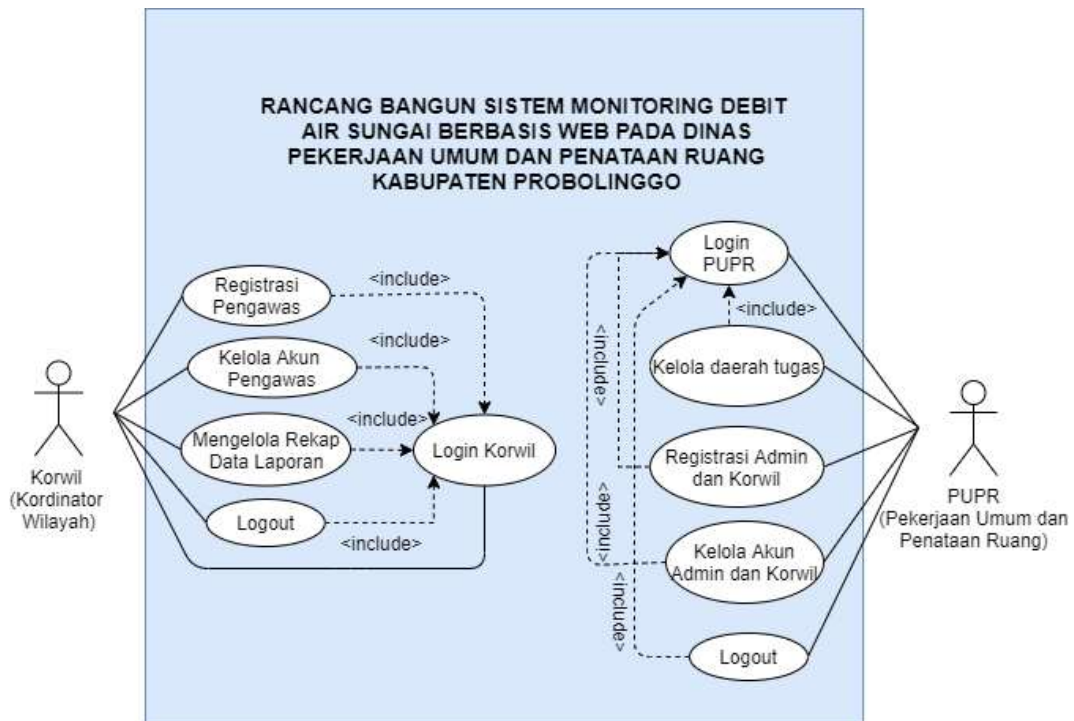 RANCANG BANGUN SISTEM MONITORING DEBIT
AIR SUNGAI BERBASIS WEB PADA DINAS
PEKERJAAN UMUM DAN PENATAAN RUANG
KABUPATEN PROBOLINGGO
Registrasi
Pengawas
<include>
Kelola Akun
Pengawas
<include>
Mengelola Rekap
Data Laporan
<include>
Login Korwil
Logout
<include>
Korwil
(Kordinator
Wilayah)
Login
PUPR
<include>
Kelola daerah tugas
<include>
Registrasi Admin
dan Korwil
<include>
Kelola Akun
Admin dan Korwil
<include>
Logout
PUPR
(Pekerjaan Umum dan
Penataan Ruang)